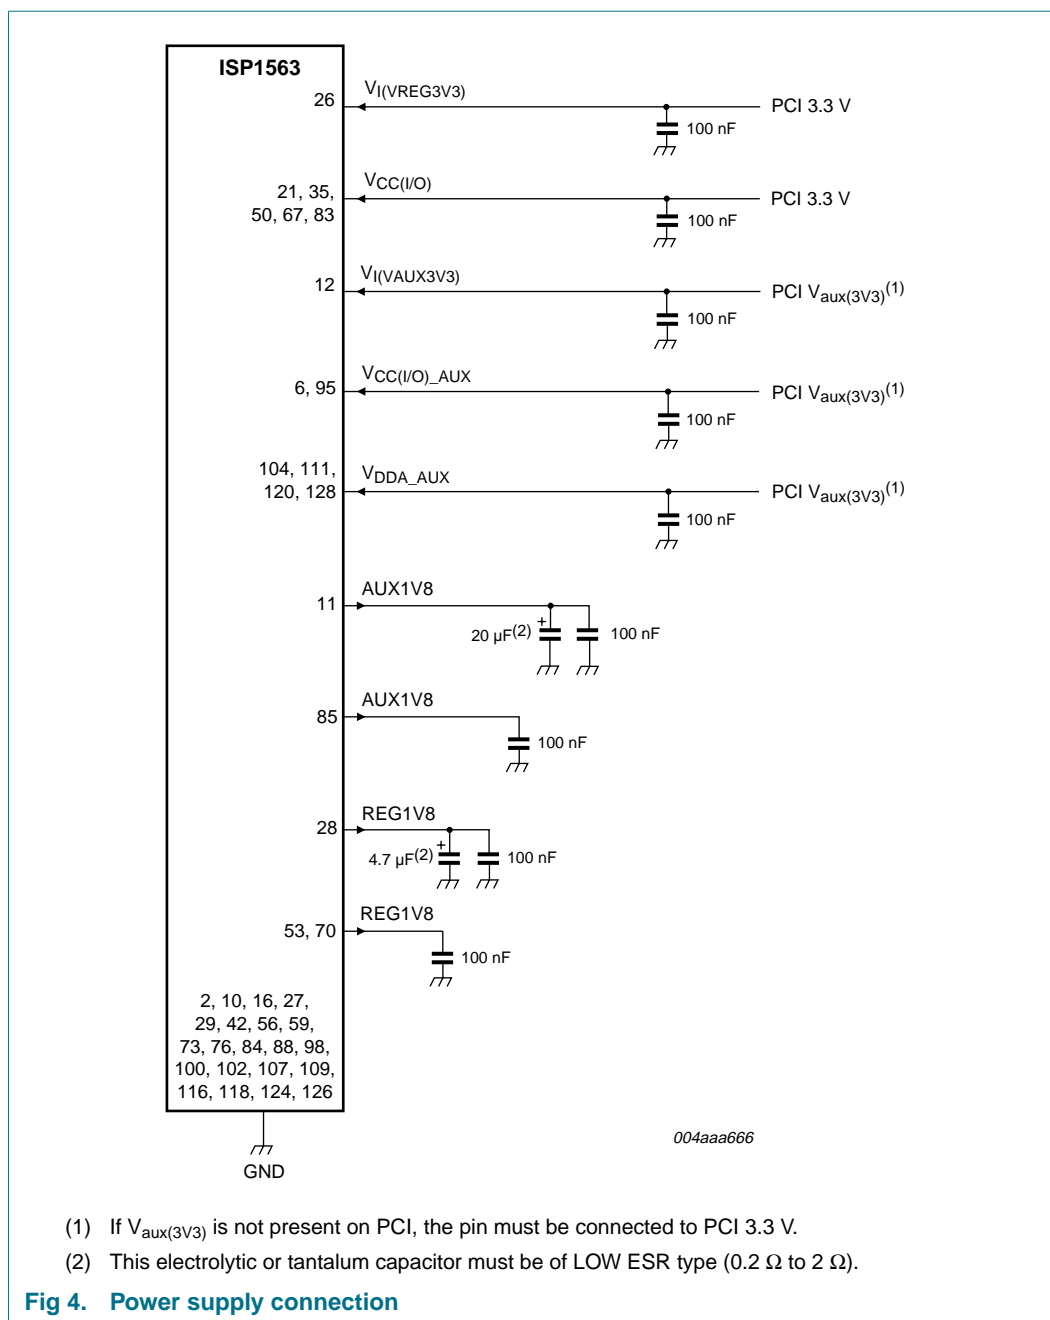 ISP1563
26
VI(VREG3V3)
PCI 3.3 V
100 nF
21, 35,
50, 67, 83
VCC(I/O)
PCI 3.3 V
100 nF
12
VI(VAUX3V3)
PCI Vaux(3V3)(1)
100 nF
6, 95
VCC(I/O)_AUX
PCI Vaux(3V3)(1)
100 nF
104, 111,
120, 128
VDDA_AUX
PCI Vaux(3V3)(1)
100 nF
11
AUX1V8
+
20 μF(2)
100 nF
85
AUX1V8
100 nF
28
REG1V8
+
4.7 μF(2)
100 nF
53, 70
REG1V8
100 nF
2, 10, 16, 27,
29, 42, 56, 59,
73, 76, 84, 88, 98,
100, 102, 107, 109,
116, 118, 124, 126
GND
004aaa666
(1) If Vaux(3V3) is not present on PCI, the pin must be connected to PCI 3.3 V.
(2) This electrolytic or tantalum capacitor must be of LOW ESR type (0.2 Ω to 2 Ω).
Fig 4. Power supply connection